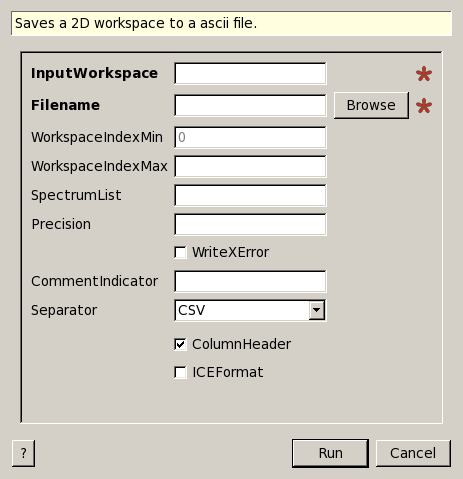 Saves a 2D workspace to a ascii file.
InputWorkspace
Filename
Browse
WorkspaceIndexMin
0
WorkspaceIndexMax
SpectrumList
Precision
WriteXError
CommentIndicator
Separator
CSV
ColumnHeader
ICEFormat
?
Run
Cancel